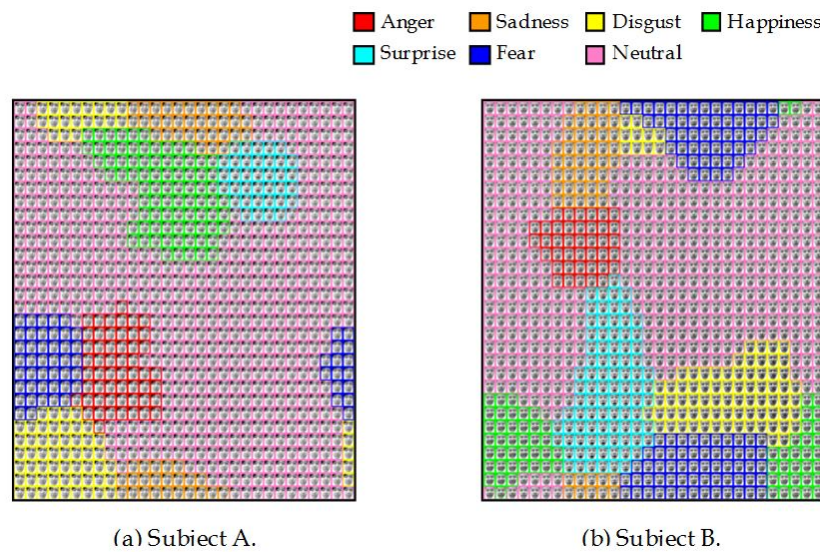 Anger Sadness Disgust Happiness
Surprise Fear Neutral
(a) Subject A. (b) Subject B.